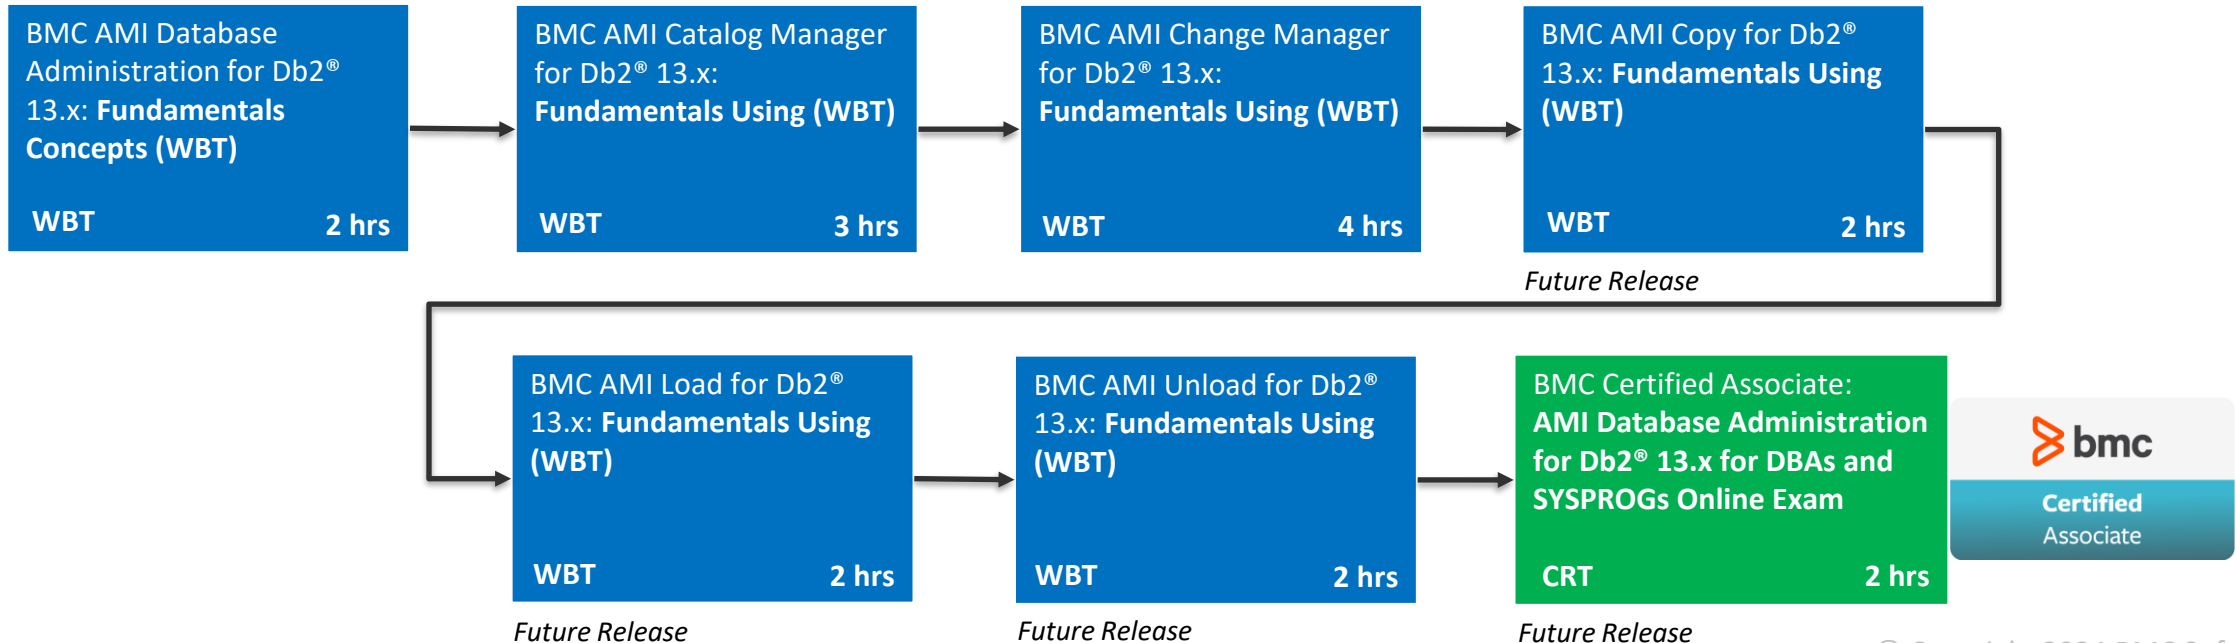 BMC AMI Database
Administration for Db2®
13.x: Fundamentals
Concepts (WBT)
WBT 2 hrs
BMC AMI Catalog Manager
for Db2® 13.x:
Fundamentals Using (WBT)
WBT 3 hrs
BMC AMI Change Manager
for Db2® 13.x:
Fundamentals Using (WBT)
WBT 4 hrs
BMC AMI Copy for Db2®
13.x: Fundamentals Using
(WBT)
WBT 2 hrs
Future Release
BMC AMI Load for Db2®
13.x: Fundamentals Using
(WBT)
WBT 2 hrs
Future Release
BMC AMI Unload for Db2®
13.x: Fundamentals Using
(WBT)
WBT 2 hrs
Future Release
BMC Certified Associate:
AMI Database Administration
for Db2® 13.x for DBAs and
SYSPROGs Online Exam
CRT 2 hrs
Future Release
bmc
Certified
Associate